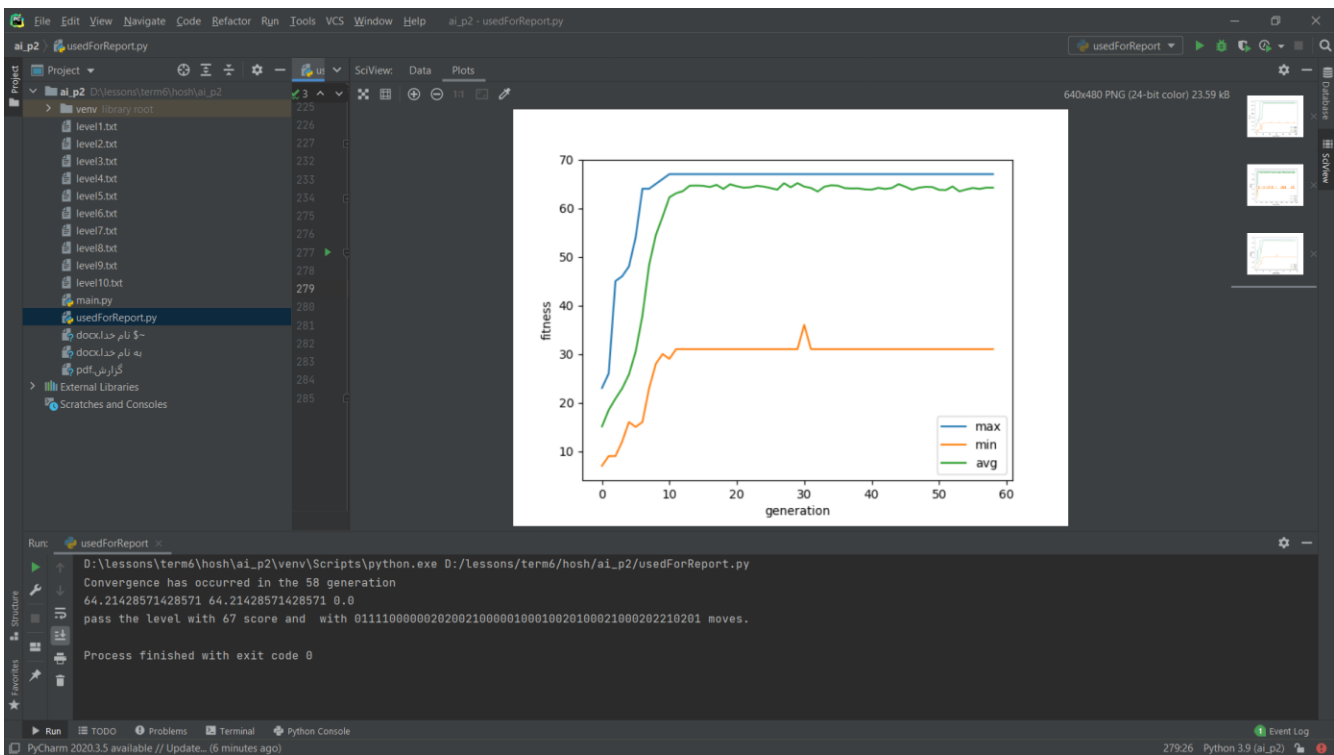 File Edit View Navigate Code Refactor Run Tools VCS Window Help ai_p2 - usedForReport.py
ai_p2 usedForReport.py
usedForReport
Project
SciView: Data Plots
ai_p2 D:\lessons\term6\hosh\ai_p2
venv library root
level1.txt
level2.txt
level3.txt
level4.txt
level5.txt
level6.txt
level7.txt
level8.txt
level9.txt
level10.txt
main.py
usedForReport.py
~$ نام خدا.docx
به نام خدا.docx
گزارش.pdf
External Libraries
Scratches and Consoles
3
225
226
227
232
233
234
275
276
277
278
279
280
281
282
283
284
285
1:1
640x480 PNG (24-bit color) 23.59 kB
70
60
50
40
30
20
10
fitness
0 10 20 30 40 50 60
generation
max
min
avg
Project
Structure
Favorites
Database
SciView
Run: usedForReport
D:\lessons\term6\hosh\ai_p2\venv\Scripts\python.exe D:/lessons/term6/hosh/ai_p2/usedForReport.py
Convergence has occurred in the 58 generation
64.21428571428571 64.21428571428571 0.0
pass the level with 67 score and with moves.
Process finished with exit code 0
Run TODO Problems Terminal Python Console
1 Event Log
PyCharm 2020.3.5 available // Update... (6 minutes ago)
279:26 Python 3.9 (ai_p2)